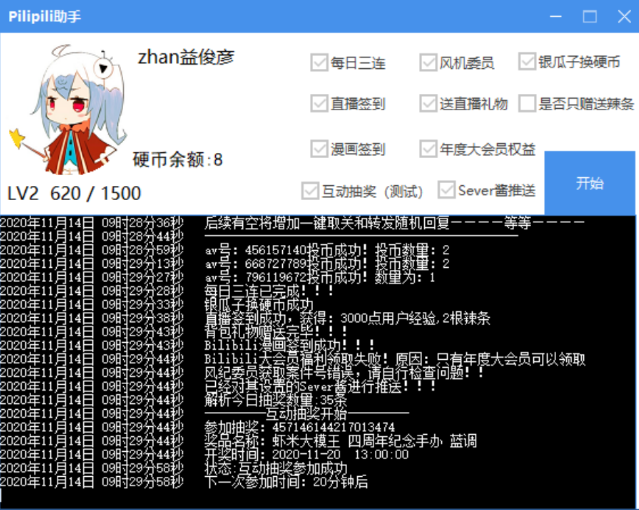 Pilipili助手
zhan益俊彦
每日三连
风机委员
银瓜子换硬币
直播签到
送直播礼物
是否只赠送辣条
漫画签到
年度大会员权益
硬币余额:8
LV2 620 / 1500
互动抽奖（测试）
Sever酱推送
开始
2020年11月14日 09时28分36秒 后续有空将增加一键取关和转发随机回复－－－－等等－－－－
2020年11月14日 09时28分44秒
2020年11月14日 09时28分59秒 av号: 456157140投币成功! 投币数量: 2
2020年11月14日 09时29分13秒 av号: 668727789投币成功! 投币数量: 2
2020年11月14日 09时29分27秒 av号: 796119672投币成功! 数量为: 1
2020年11月14日 09时29分28秒 每日三连已完成! ! !
2020年11月14日 09时29分33秒 银瓜子换硬币成功
2020年11月14日 09时29分38秒 直播签到成功，获得: 3000点用户经验,2根辣条
2020年11月14日 09时29分43秒 背包礼物赠送完毕! ! !
2020年11月14日 09时29分44秒 Bilibili漫画签到成功! ! !
2020年11月14日 09时29分44秒 Bilibili大会员福利领取失败! 原因: 只有年度大会员可以领取
2020年11月14日 09时29分44秒 风纪委员获取案件号错误，请自行检查问题! !
2020年11月14日 09时29分44秒 已经对其设置的Sever酱进行推送! ! !
2020年11月14日 09时29分44秒 解析今日抽奖数量:35条
2020年11月14日 09时29分44秒 ————互动抽奖开始————
2020年11月14日 09时29分44秒 参加抽奖: 457146144217013474
2020年11月14日 09时29分44秒 奖品名称: 虾米大模王 四周年纪念手办 蓝调
2020年11月14日 09时29分44秒 开奖时间: 2020-11-20 13:00:00
2020年11月14日 09时29分58秒 状态:互动抽奖参加成功
2020年11月14日 09时29分58秒 下一次参加时间: 20分钟后